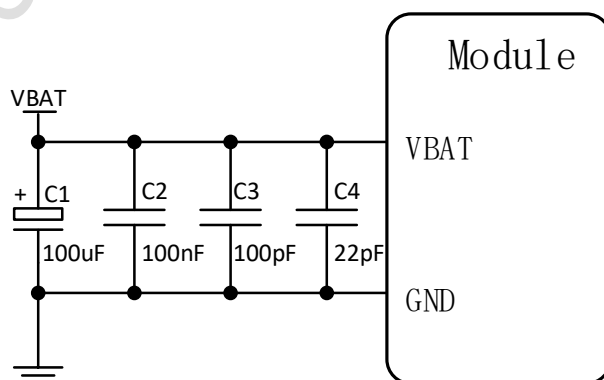 Module
VBAT
VBAT
+ C1
C2
C3
C4
100uF
100nF
100pF
22pF
GND